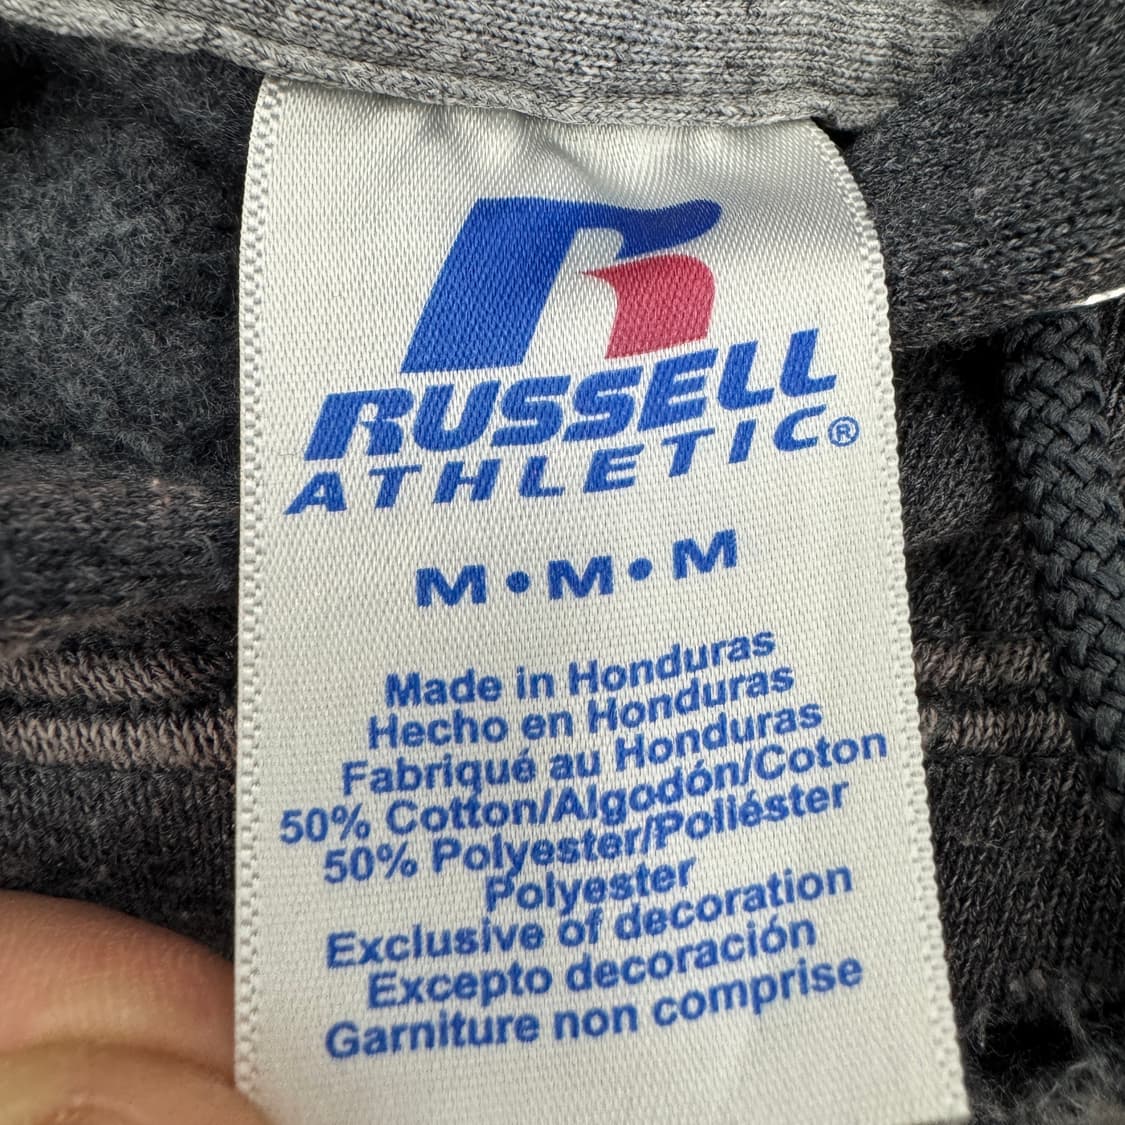 RUSSELL
ATHLETIC®
M•M•M
Made in Honduras
Hecho en Honduras
Fabriqué au Honduras
50% Cotton/Algodón/Coton
50% Polyester/Poliéster
Polyester
Exclusive of decoration
Excepto decoración
Garniture non comprise